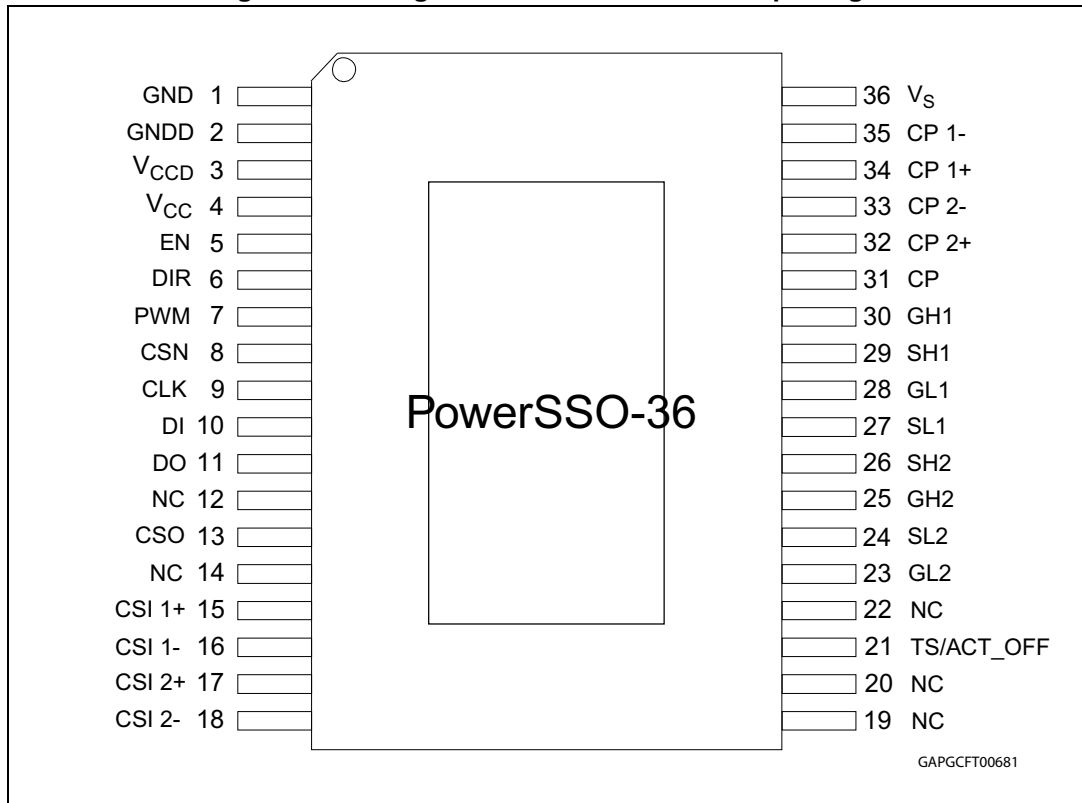 GND 1
GNDD 2
VCCD 3
VCC 4
EN 5
DIR 6
PWM 7
CSN 8
CLK 9
DI 10
DO 11
NC 12
CSO 13
NC 14
CSI 1+ 15
CSI 1- 16
CSI 2+ 17
CSI 2- 18
PowerSSO-36
36 VS
35 CP 1-
34 CP 1+
33 CP 2-
32 CP 2+
31 CP
30 GH1
29 SH1
28 GL1
27 SL1
26 SH2
25 GH2
24 SL2
23 GL2
22 NC
21 TS/ACT_OFF
20 NC
19 NC
GAPGCFT00681